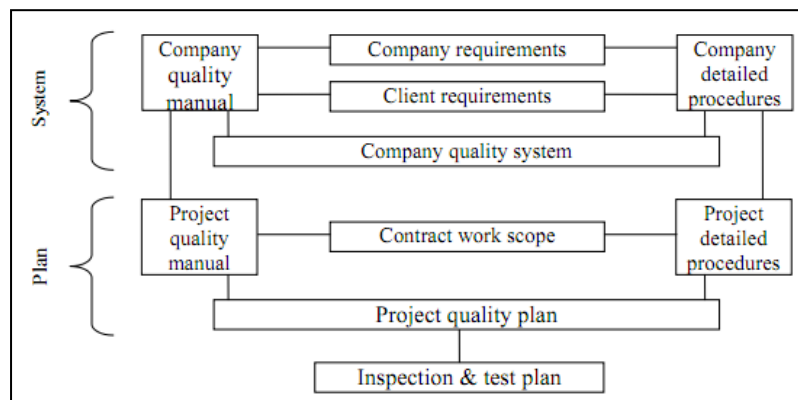 System
Company
quality
manual
Company requirements
Client requirements
Company
detailed
procedures
Company quality system
Plan
Project
quality
manual
Contract work scope
Project
detailed
procedures
Project quality plan
Inspection & test plan